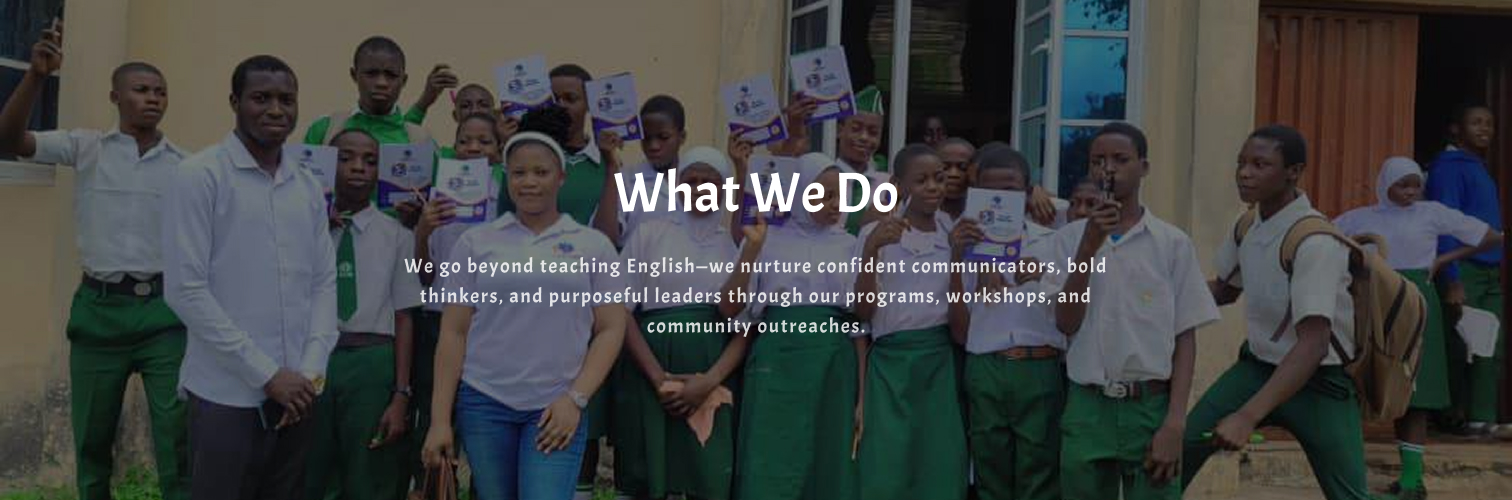 What We Do
We go beyond teaching English—we nurture confident communicators, bold
thinkers, and purposeful leaders through our programs, workshops, and
community outreaches.